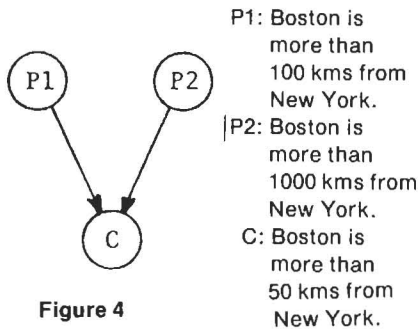 P1
P2
C
Figure 4
P1: Boston is
more than
100 kms from
New York.
P2: Boston is
more than
1000 kms from
New York.
C: Boston is
more than
50 kms from
New York.